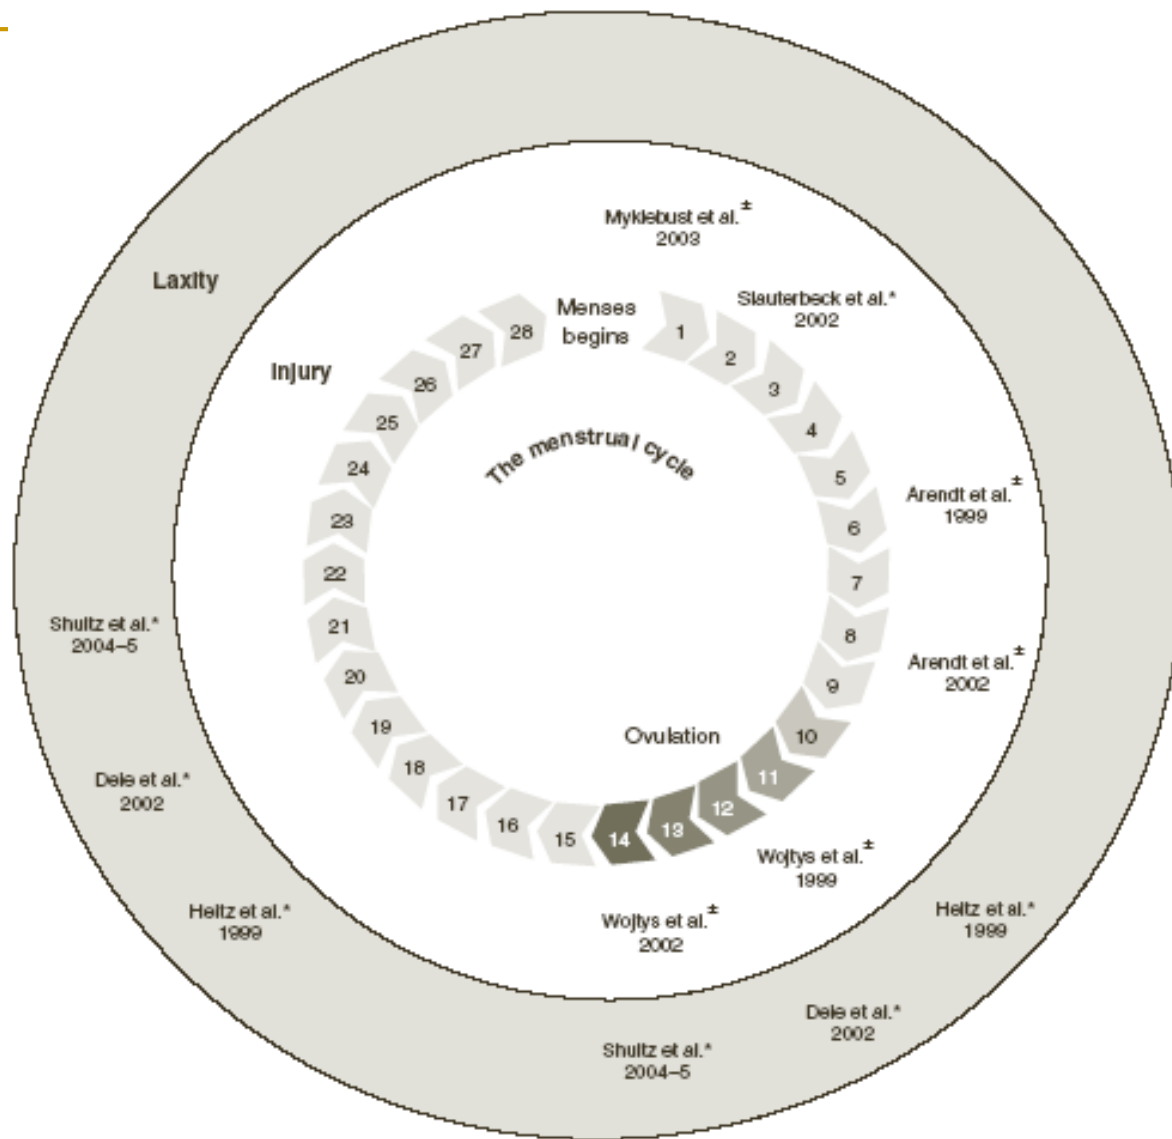 Myklebust et al.±
2003
Slauterbeck et al.*
2002
Laxity
Menses
begins
Injury
The menstrual cycle
1
2
3
4
5
6
7
8
9
10
11
12
13
14
15
16
17
18
19
20
21
22
23
24
25
26
27
28
Arendt et al.±
1999
Arendt et al.±
2002
Ovulation
Wojtys et al.±
1999
Wojtys et al.±
2002
Shultz et al.*
2004–5
Deie et al.*
2002
Heitz et al.*
1999
Heitz et al.*
1999
Deie et al.*
2002
Shultz et al.*
2004–5